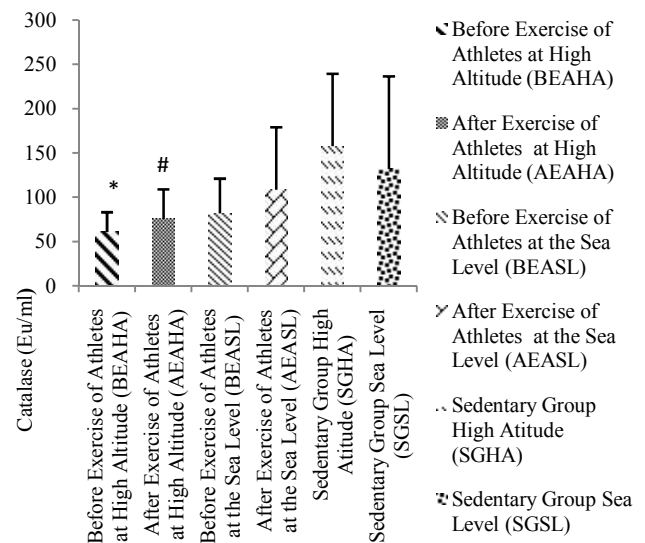 300
250
200
150
100
50
0
Catalase (Eu/ml)
*
#
Before Exercise of Athletes
at High Altitude (BEAHA)
After Exercise of Athletes
at High Altitude (AEAHA)
Before Exercise of Athletes
at the Sea Level (BEASL)
After Exercise of Athletes
at the Sea Level (AEASL)
Sedentary Group High
Atitude (SGHA)
Sedentary Group Sea Level
(SGSL)
Before Exercise of
Athletes at High
Altitude (BEAHA)
After Exercise of
Athletes at High
Altitude (AEAHA)
Before Exercise of
Athletes at the Sea
Level (BEASL)
After Exercise of
Athletes at the Sea
Level (AEASL)
Sedentary Group
High Atitude
(SGHA)
Sedentary Group Sea
Level (SGSL)